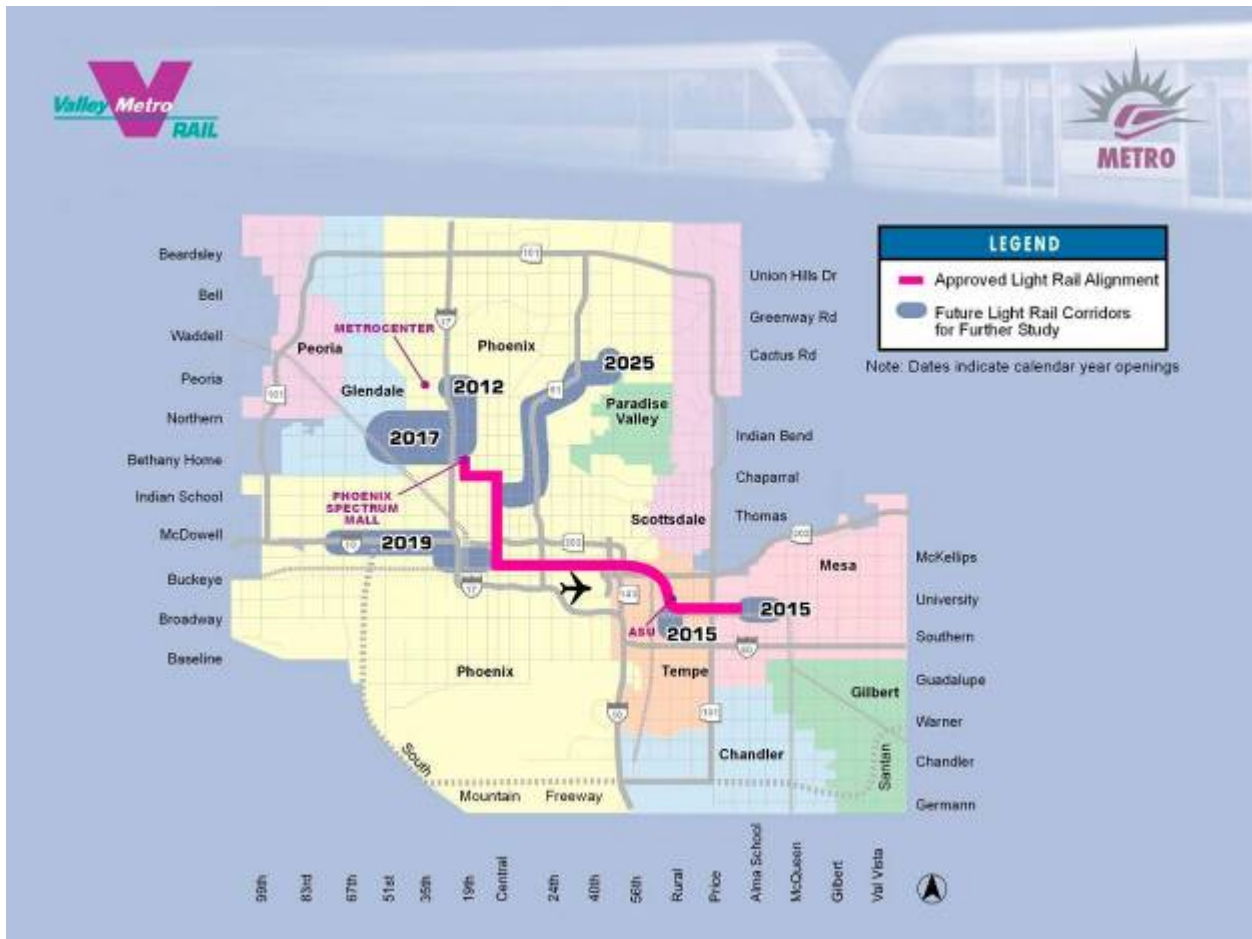 Valley Metro
RAIL
METRO
LEGEND
Approved Light Rail Alignment
Future Light Rail Corridors
for Further Study
Note: Dates indicate calendar year openings
Beardsley
Bell
Waddell
Peoria
Northern
Bethany Home
Indian School
McDowell
Buckeye
Broadway
Baseline
Union Hills Dr
Greenway Rd
Cactus Rd
Indian Bend
Chaparral
Thomas
McKellips
University
Southern
Guadalupe
Warner
Chandler
Germann
101
17
METROCENTER
Phoenix
Peoria
2025
2012
Glendale
101
51
Paradise
Valley
2017
PHOENIX
SPECTRUM
MALL
Scottsdale
202
10
2019
202
Mesa
17
143
2015
ASU
2015
60
Phoenix
Tempe
Gilbert
10
101
Chandler
South
Mountain Freeway
Santan
99th
83rd
67th
51st
35th
19th
Central
24th
40th
56th
Rural
Price
Alma School
McQueen
Gilbert
Val Vista